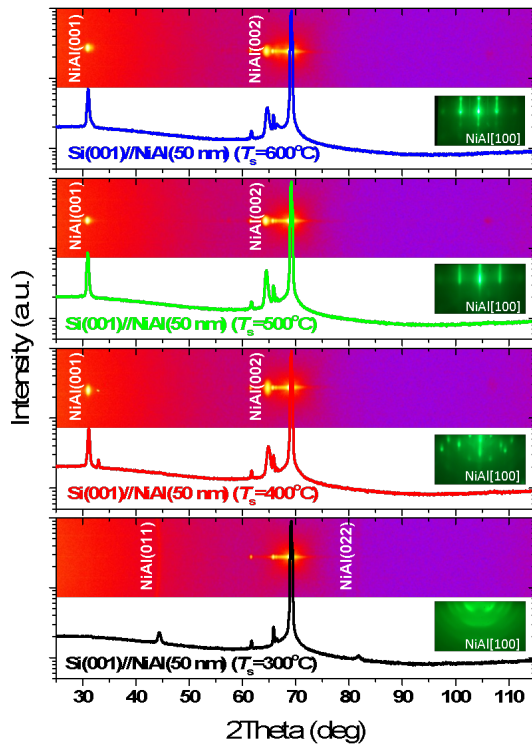 NiAl(001)
NiAl(002)
NiAl[100]
Si(001)//NiAl(50 nm) (Ts=600°C)
NiAl(001)
NiAl(002)
NiAl[100]
Si(001)//NiAl(50 nm) (Ts=500°C)
NiAl(001)
NiAl(002)
NiAl[100]
Si(001)//NiAl(50 nm) (Ts=400°C)
NiAl(011)
NiAl(022)
NiAl[100]
Si(001)//NiAl(50 nm) (Ts=300°C)
Intensity (a.u.)
30 40 50 60 70 80 90 100 110
2Theta (deg)